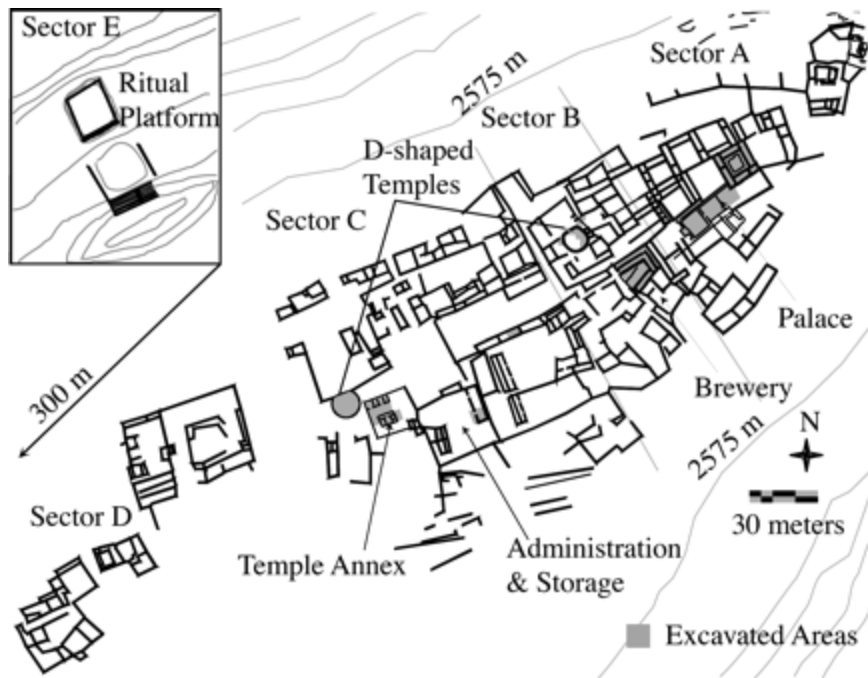 Sector E
Ritual
Platform
2575 m
Sector A
Sector B
D-shaped
Temples
Sector C
300 m
Palace
Brewery
2575 m
N
30 meters
Sector D
Temple Annex
Administration
& Storage
Excavated Areas